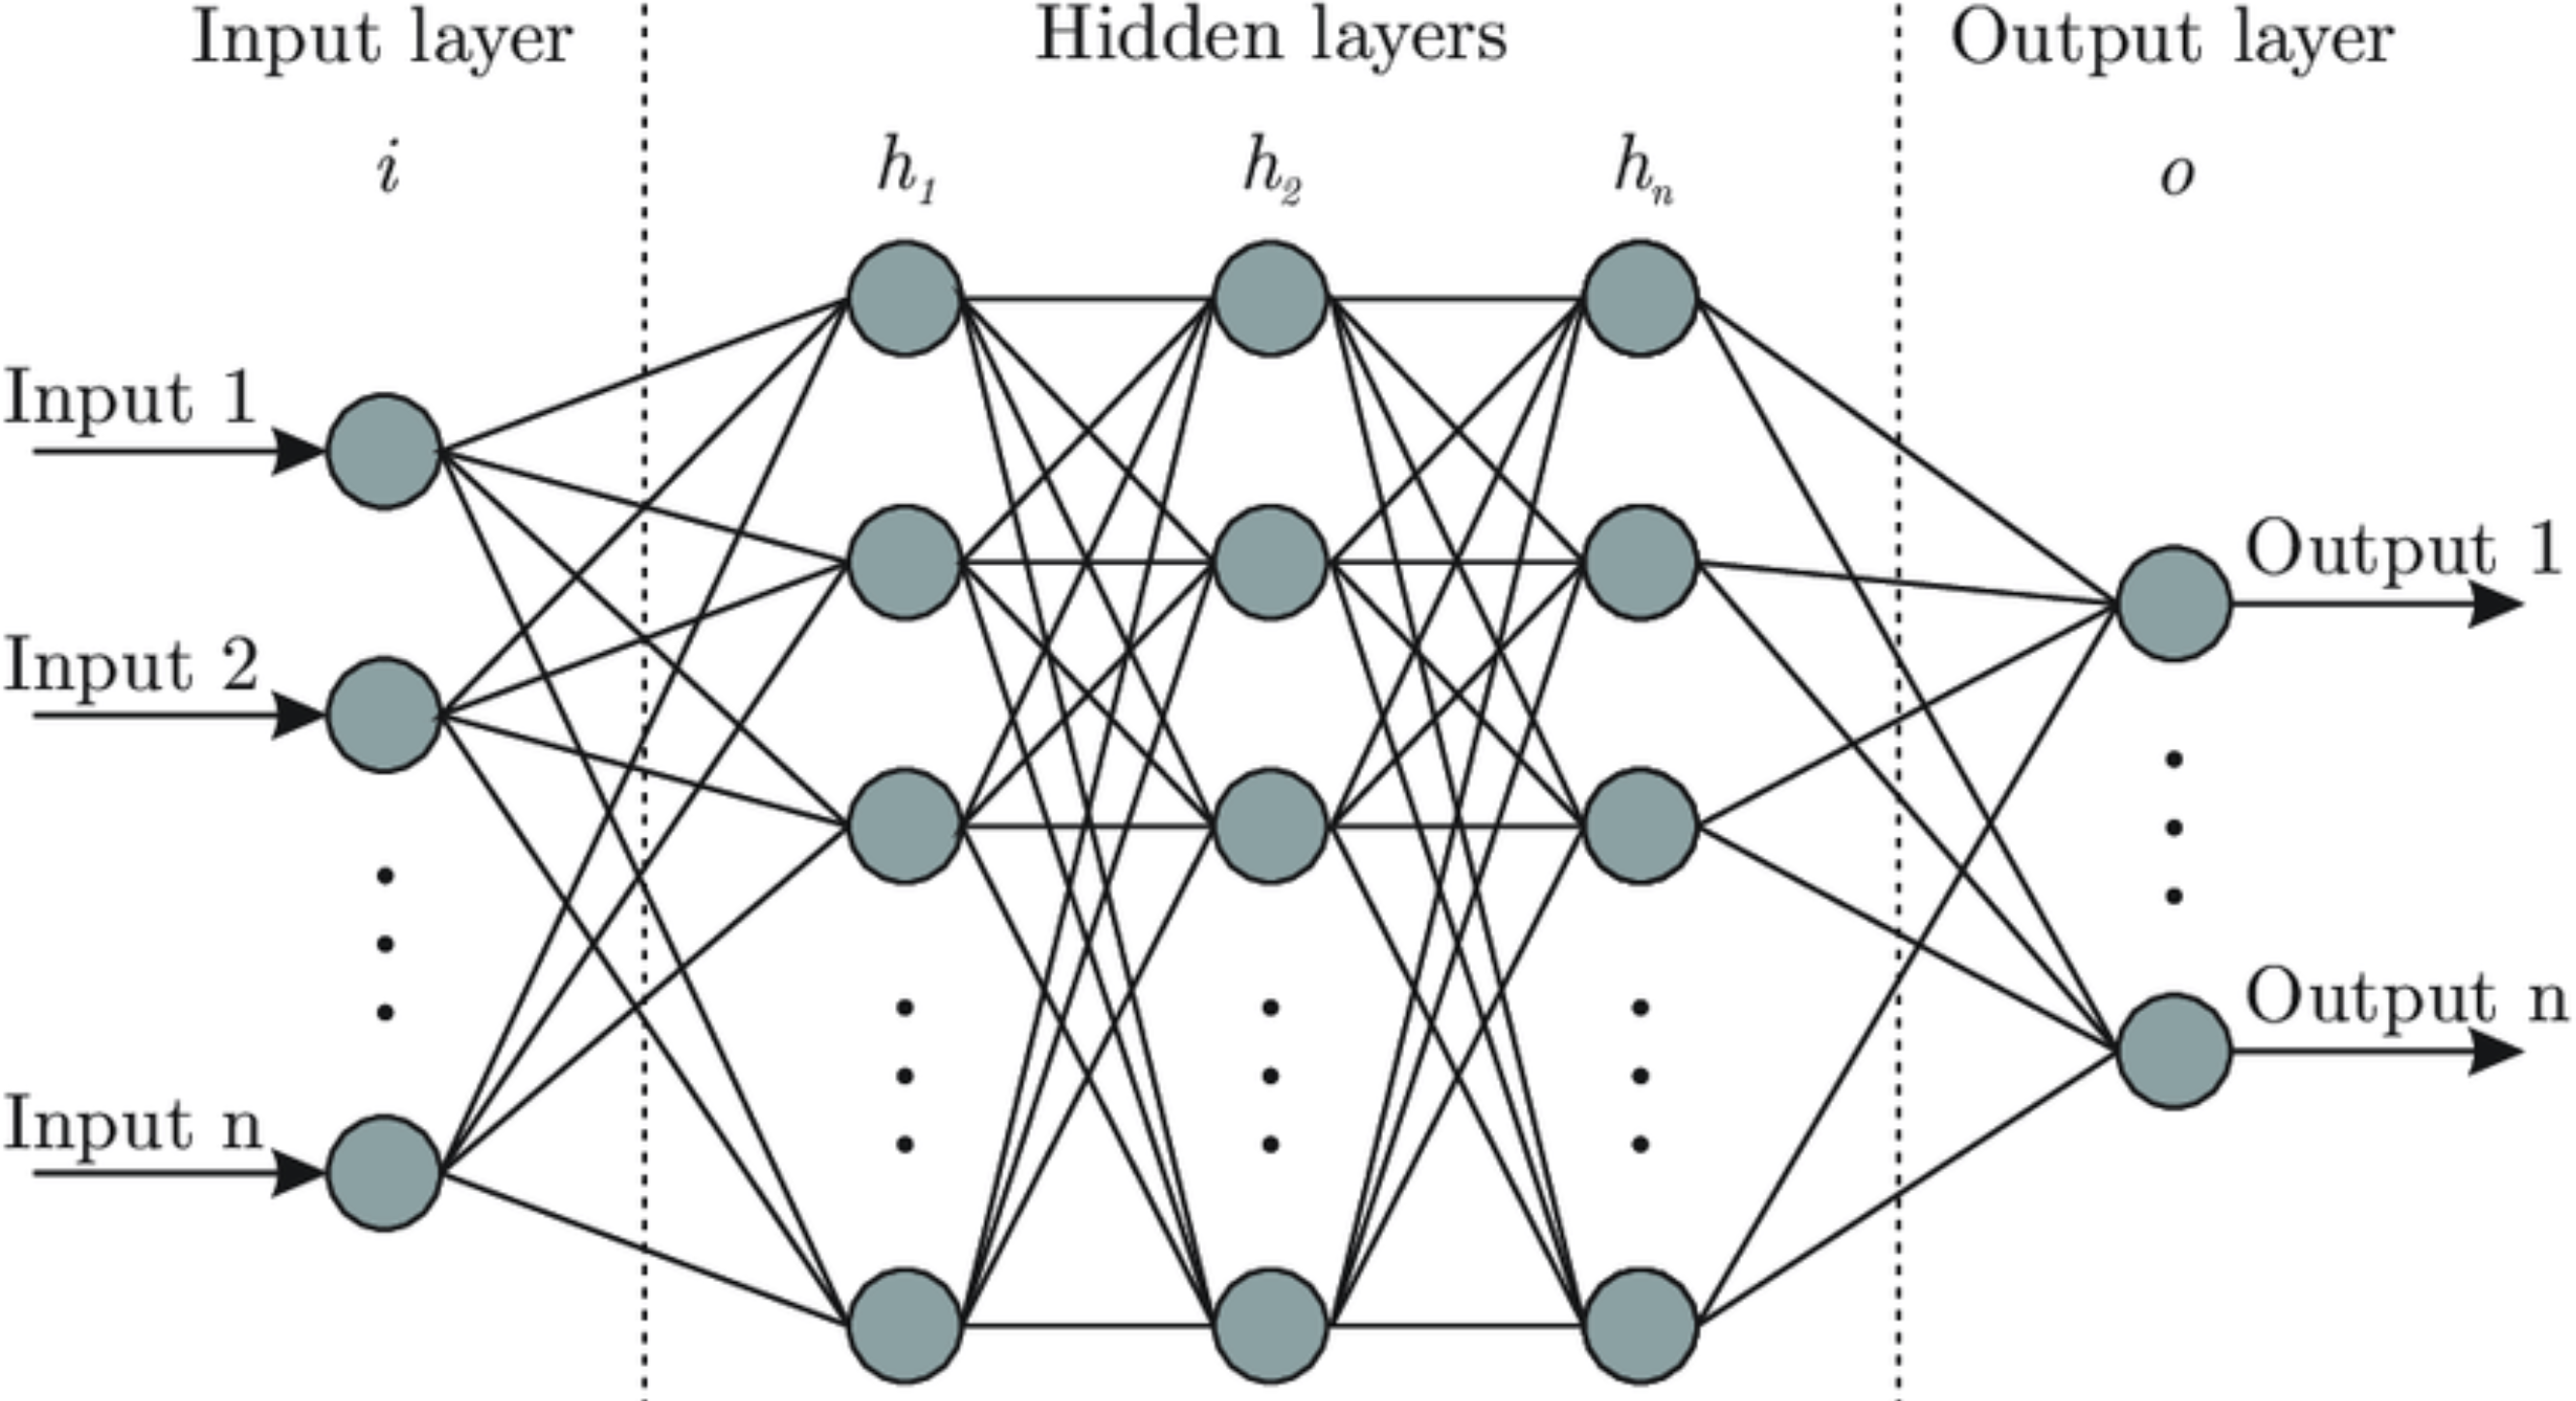 Input layer
Hidden layers
Output layer
i
h₁
h₂
hₙ
o
Input 1
Input 2
Input n
Output 1
Output n